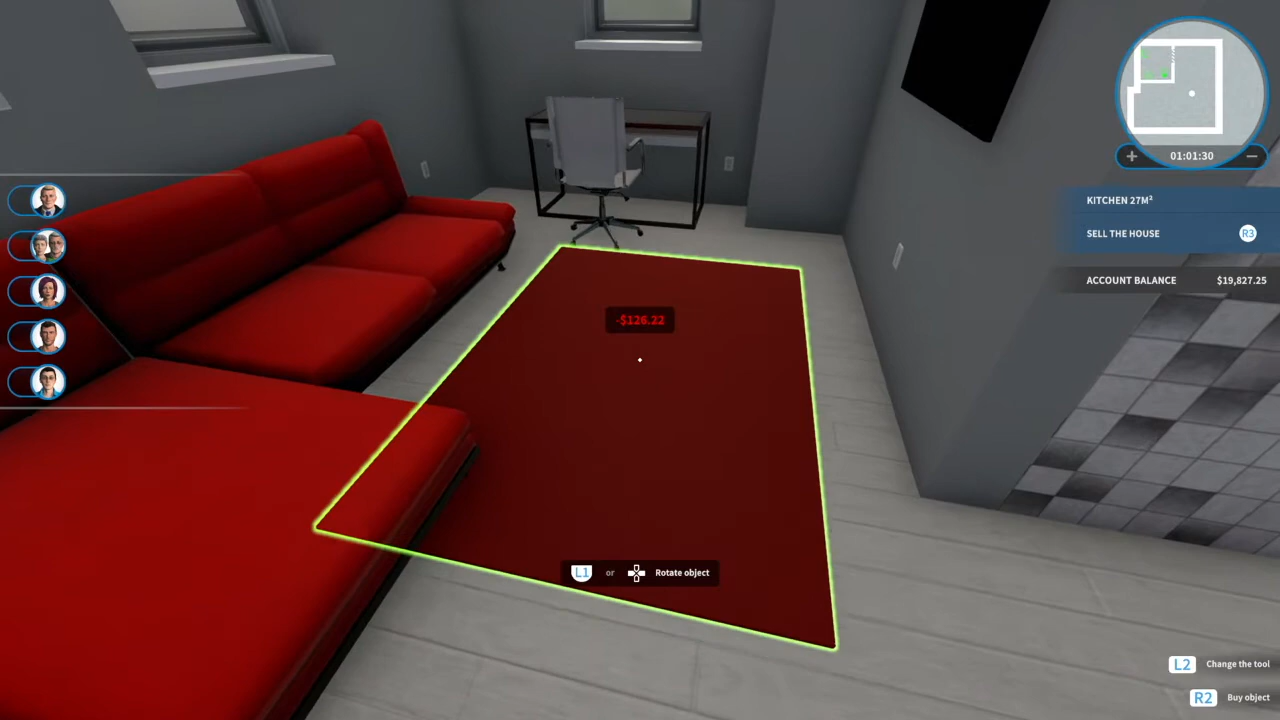 01:01:30
KITCHEN 27M²
SELL THE HOUSE R3
ACCOUNT BALANCE $19,827.25
-$126.22
L1 or Rotate object
L2 Change the tool
R2 Buy object